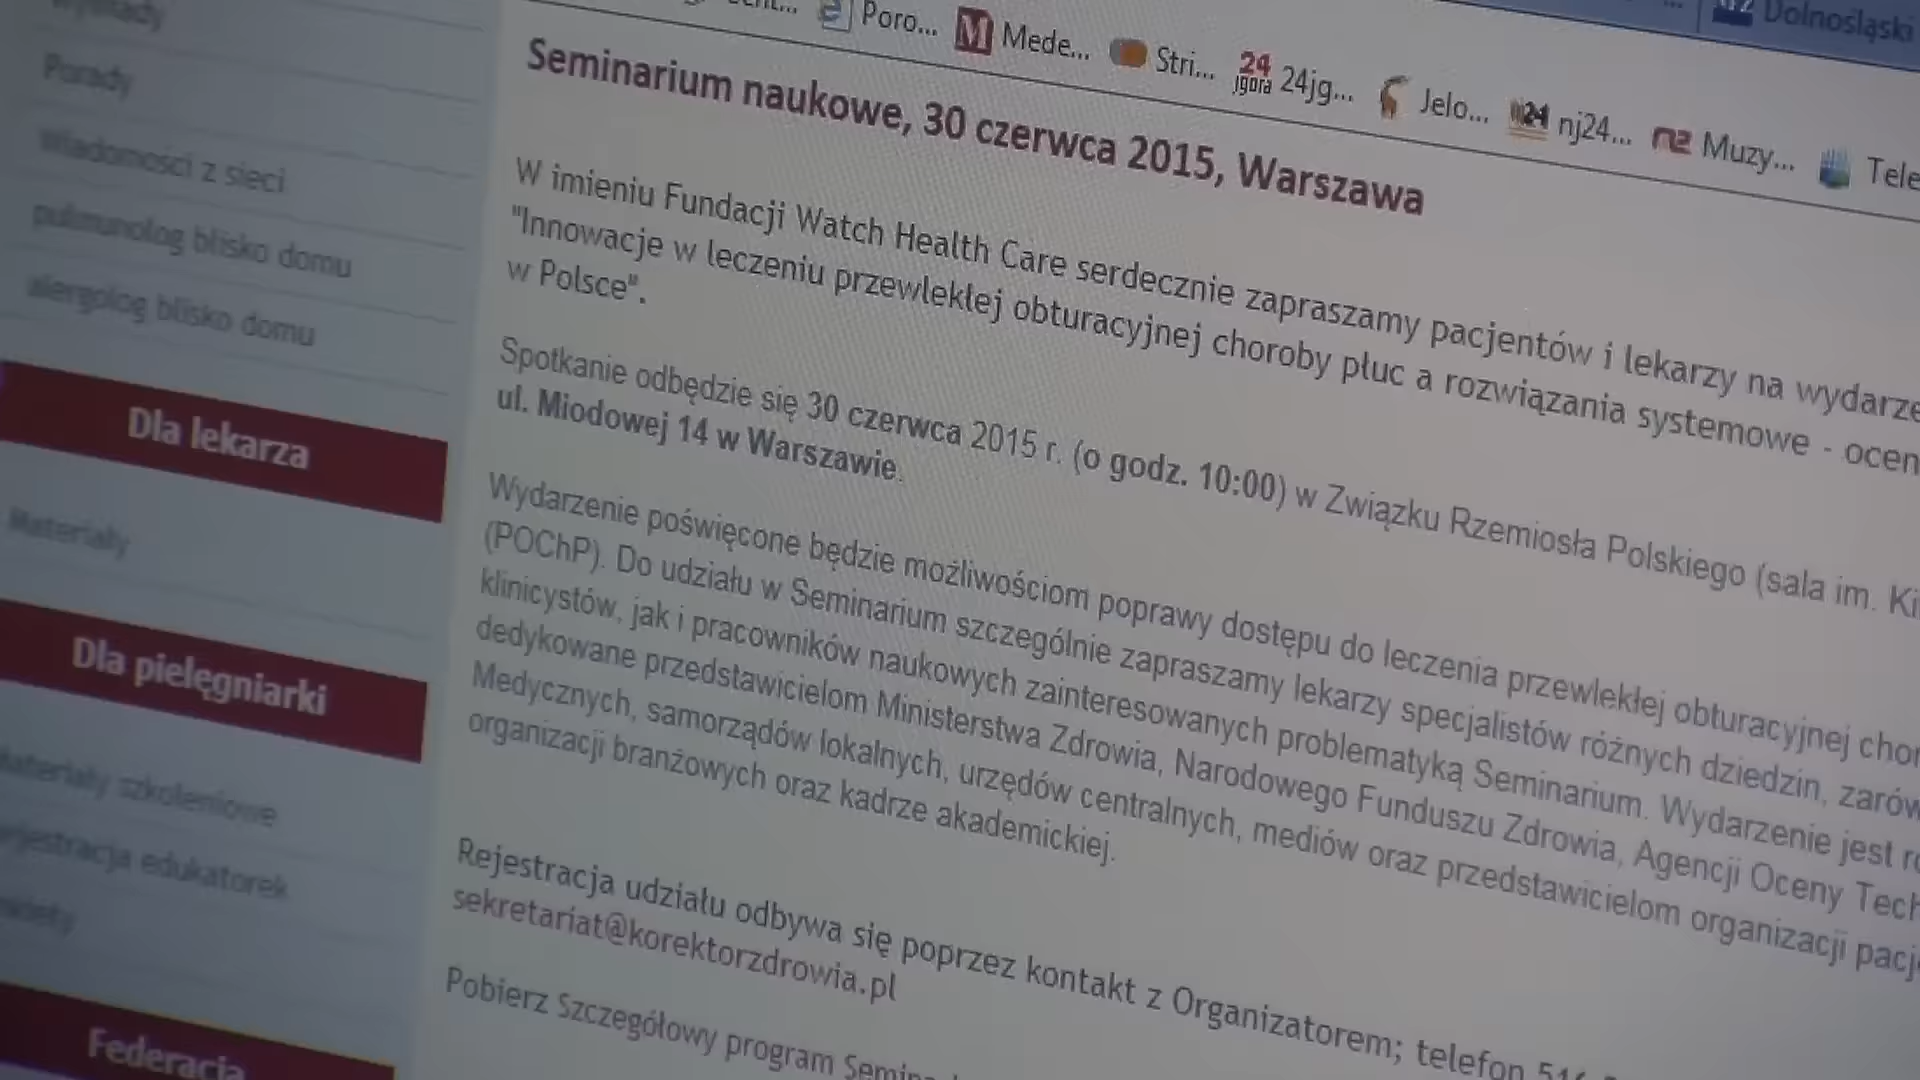 Poro...
Mede...
Stri...
24 jgora 24jg...
Jelo...
nj24...
Muzy...
Tele
Dolnośląski
Porady
Wiadomości z sieci
pulmunolog blisko domu
alergolog blisko domu
Dla lekarza
Materiały
Dla pielęgniarki
Materiały szkoleniowe
edukatorek
Federacja
Seminarium naukowe, 30 czerwca 2015, Warszawa
W imieniu Fundacji Watch Health Care serdecznie zapraszamy pacjentów i lekarzy na wydarze
"Innowacje w leczeniu przewlekłej obturacyjnej choroby płuc a rozwiązania systemowe - ocen
w Polsce".
Spotkanie odbędzie się 30 czerwca 2015 r. (o godz. 10:00) w Związku Rzemiosła Polskiego (sala im. Ki
ul. Miodowej 14 w Warszawie.
Wydarzenie poświęcone będzie możliwościom poprawy dostępu do leczenia przewlekłej obturacyjnej chor
(POChP). Do udziału w Seminarium szczególnie zapraszamy lekarzy specjalistów różnych dziedzin, zarów
klinicystów, jak i pracowników naukowych zainteresowanych problematyką Seminarium. Wydarzenie jest ró
dedykowane przedstawicielom Ministerstwa Zdrowia, Narodowego Funduszu Zdrowia, Agencji Oceny Tech
Medycznych, samorządów lokalnych, urzędów centralnych, mediów oraz przedstawicielom organizacji pacj
organizacji branżowych oraz kadrze akademickiej.
Rejestracja udziału odbywa się poprzez kontakt z Organizatorem; telefon
sekretariat@korektorzdrowia.pl
Pobierz Szczegółowy program